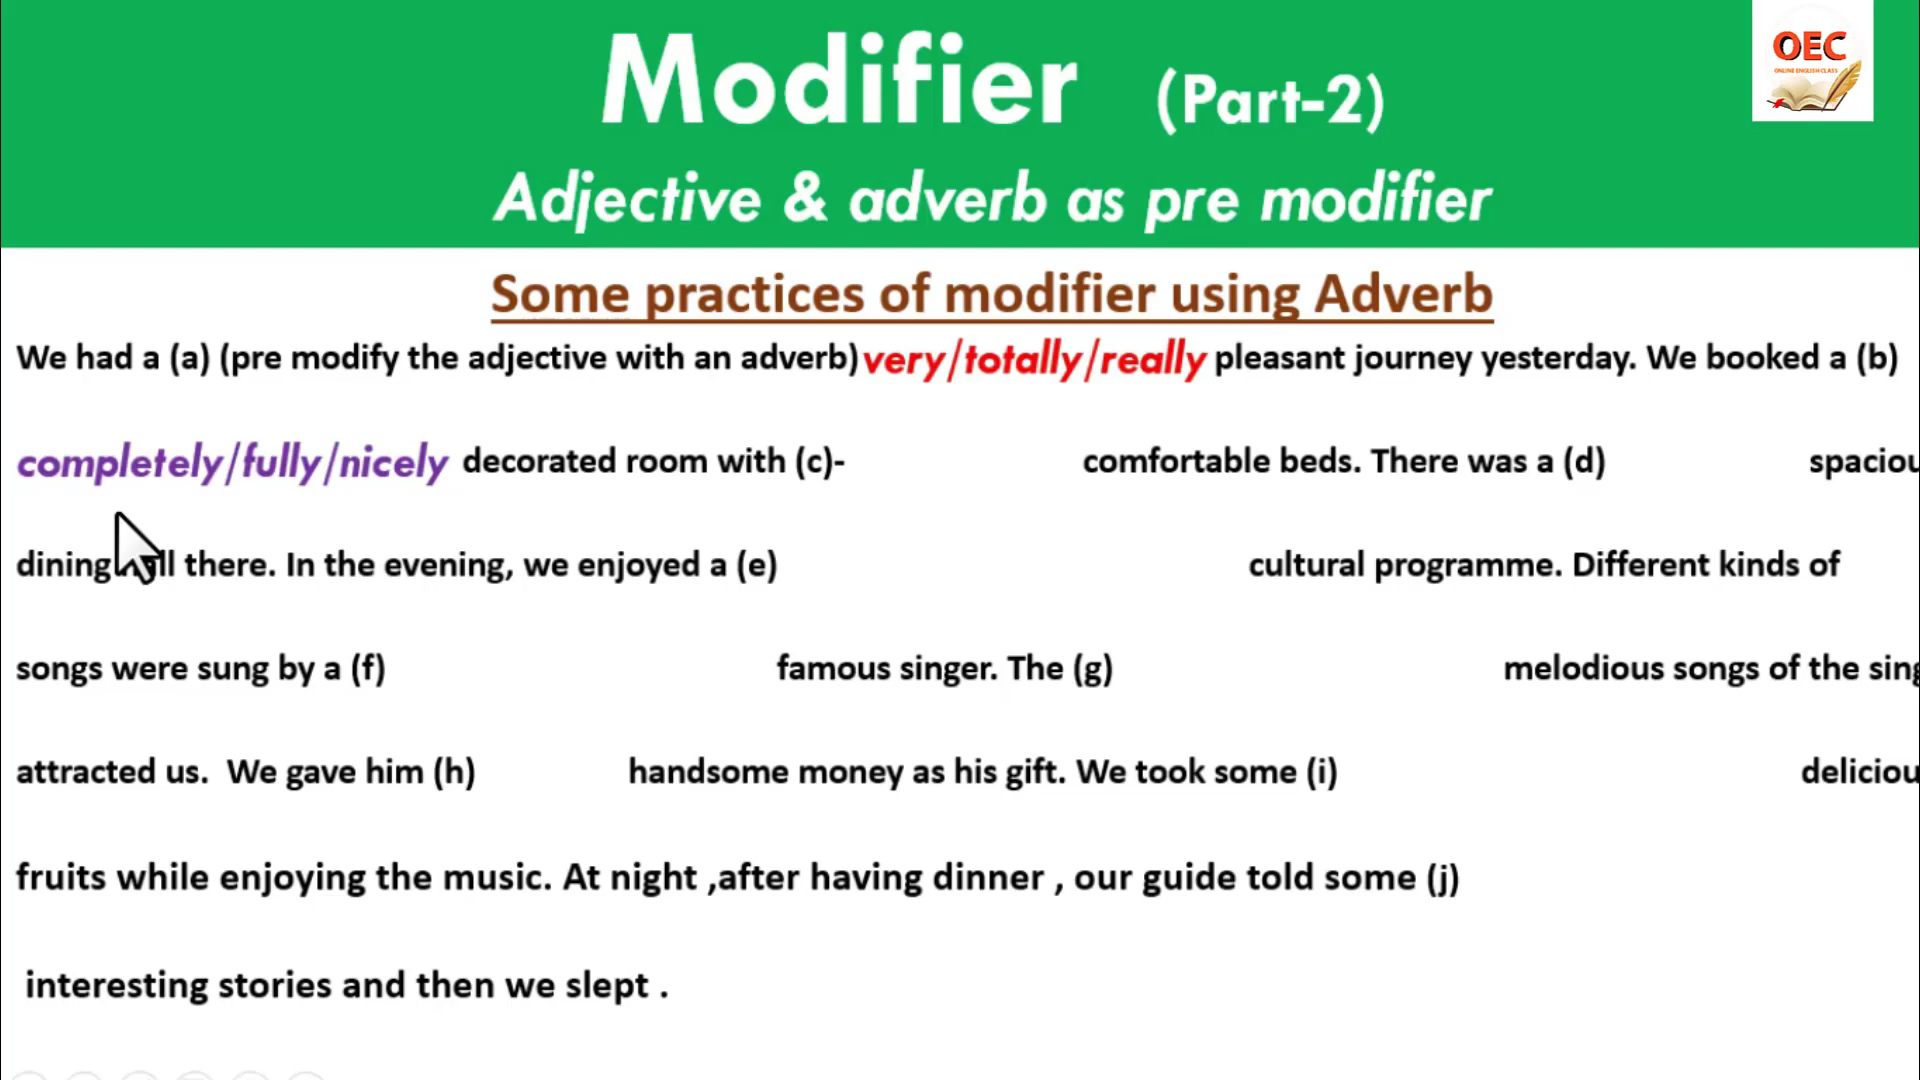 Modifier (Part-2)
OEC
ONLINE ENGLISH CLASS
Adjective & adverb as pre modifier
Some practices of modifier using Adverb
We had a (a) (pre modify the adjective with an adverb) very/totally/really pleasant journey yesterday. We booked a (b)
completely/fully/nicely decorated room with (c)- comfortable beds. There was a (d) spaciou
dining there. In the evening, we enjoyed a (e) cultural programme. Different kinds of
songs were sung by a (f) famous singer. The (g) melodious songs of the sing
attracted us. We gave him (h) handsome money as his gift. We took some (i) deliciou
fruits while enjoying the music. At night ,after having dinner , our guide told some (j)
interesting stories and then we slept .